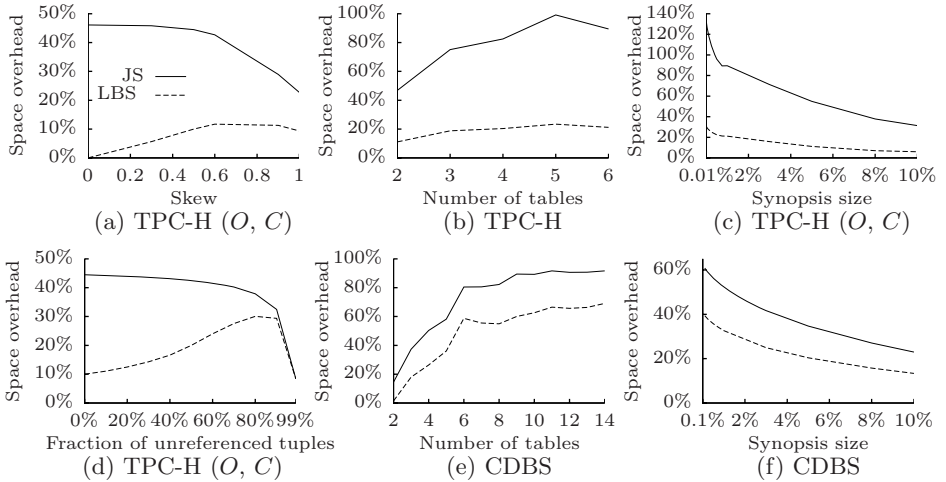 50%
40%
30%
20%
10%
0%
Space overhead
JS
LBS
0 0.2 0.4 0.6 0.8 1
Skew
(a) TPC-H (O, C)
100%
80%
60%
40%
20%
0%
Space overhead
2 3 4 5 6
Number of tables
(b) TPC-H
140%
120%
100%
80%
60%
40%
20%
0%
Space overhead
0.01% 2% 4% 6% 8% 10%
Synopsis size
(c) TPC-H (O, C)
50%
40%
30%
20%
10%
0%
Space overhead
0% 20% 40% 60% 80% 99%
Fraction of unreferenced tuples
(d) TPC-H (O, C)
100%
80%
60%
40%
20%
0%
Space overhead
2 4 6 8 10 12 14
Number of tables
(e) CDBS
60%
40%
20%
0%
Space overhead
0.1% 2% 4% 6% 8% 10%
Synopsis size
(f) CDBS